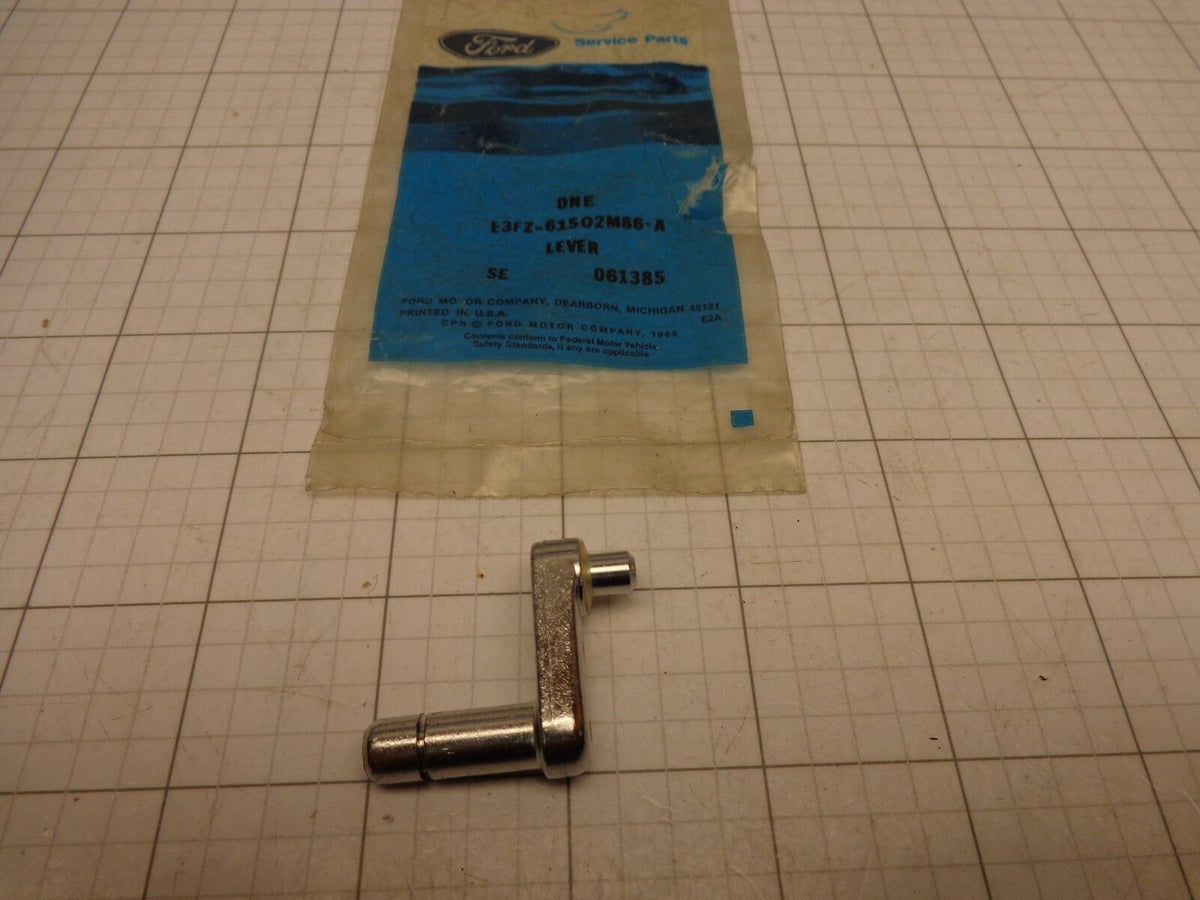 Ford Service Parts
ONE
E3FZ-61502M86-A
LEVER
SE 061385
FORD MOTOR COMPANY, DEARBORN, MICHIGAN 48121
PRINTED IN U.S.A. E2A
CPR © FORD MOTOR COMPANY, 1966
Contents conform to Federal Motor Vehicle
Safety Standards, if any are applicable